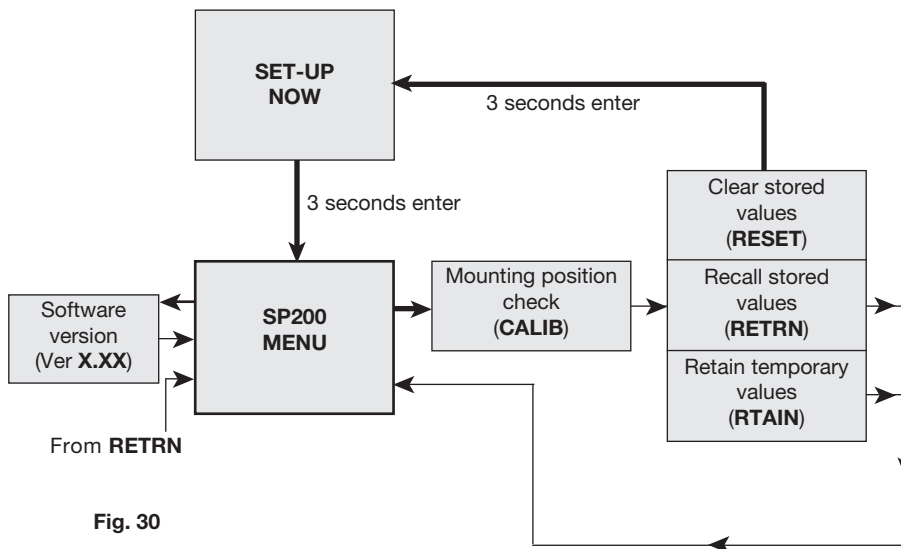 SET-UP
NOW
3 seconds enter
3 seconds enter
Clear stored
values
(RESET)
Mounting position
check
(CALIB)
Recall stored
values
(RETRN)
Software
version
(Ver X.XX)
SP200
MENU
Retain temporary
values
(RTAIN)
From RETRN
Fig. 30